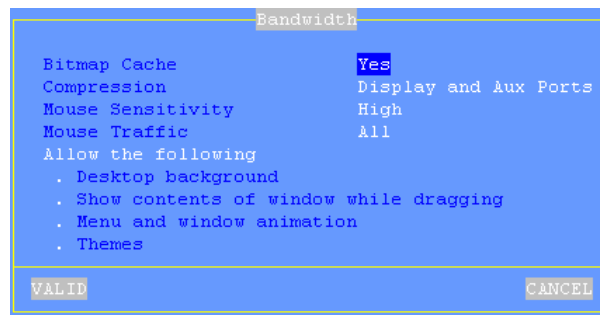 Bandwidth
Bitmap Cache Yes
Compression Display and Aux Ports
Mouse Sensitivity High
Mouse Traffic All
Allow the following
. Desktop background
. Show contents of window while dragging
. Menu and window animation
. Themes
VALID CANCEL